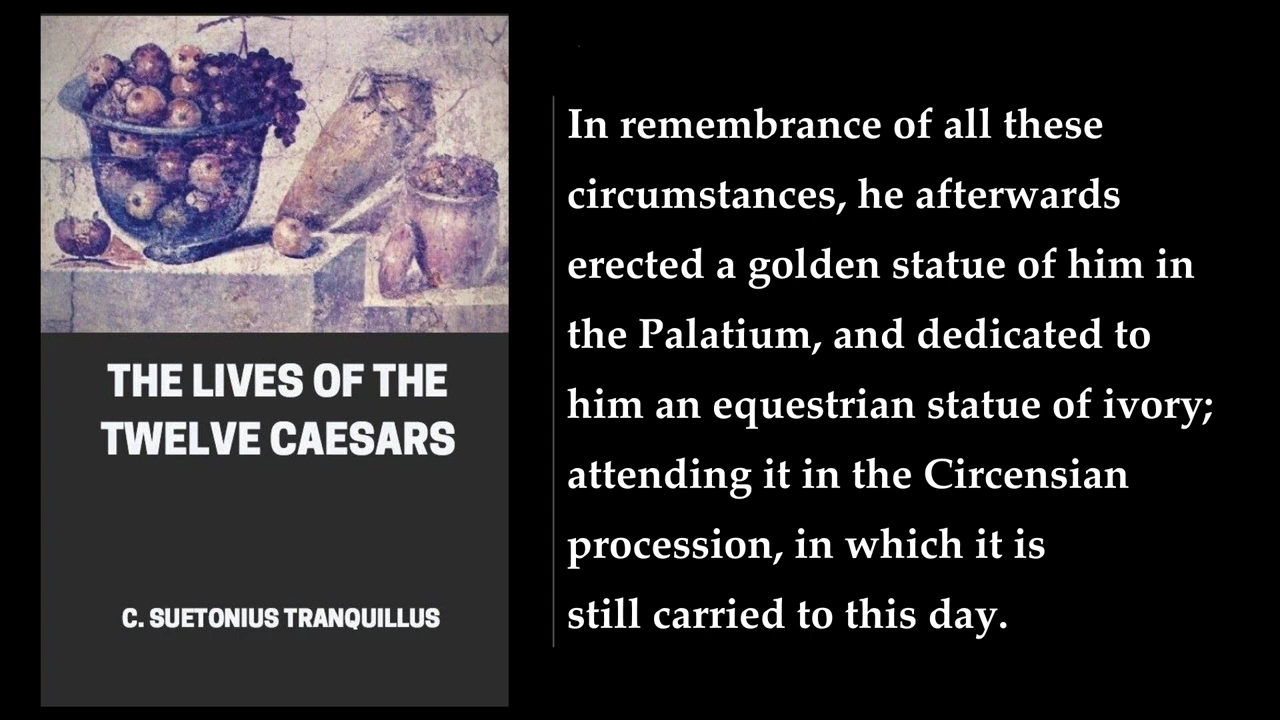 THE LIVES OF THE
TWELVE CAESARS
C. SUETONIUS TRANQUILLUS
In remembrance of all these
circumstances, he afterwards
erected a golden statue of him in
the Palatium, and dedicated to
him an equestrian statue of ivory;
attending it in the Circensian
procession, in which it is
still carried to this day.